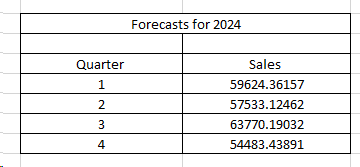 Forecasts for 2024
Quarter Sales
1 59624.36157
2 57533.12462
3 63770.19032
4 54483.43891